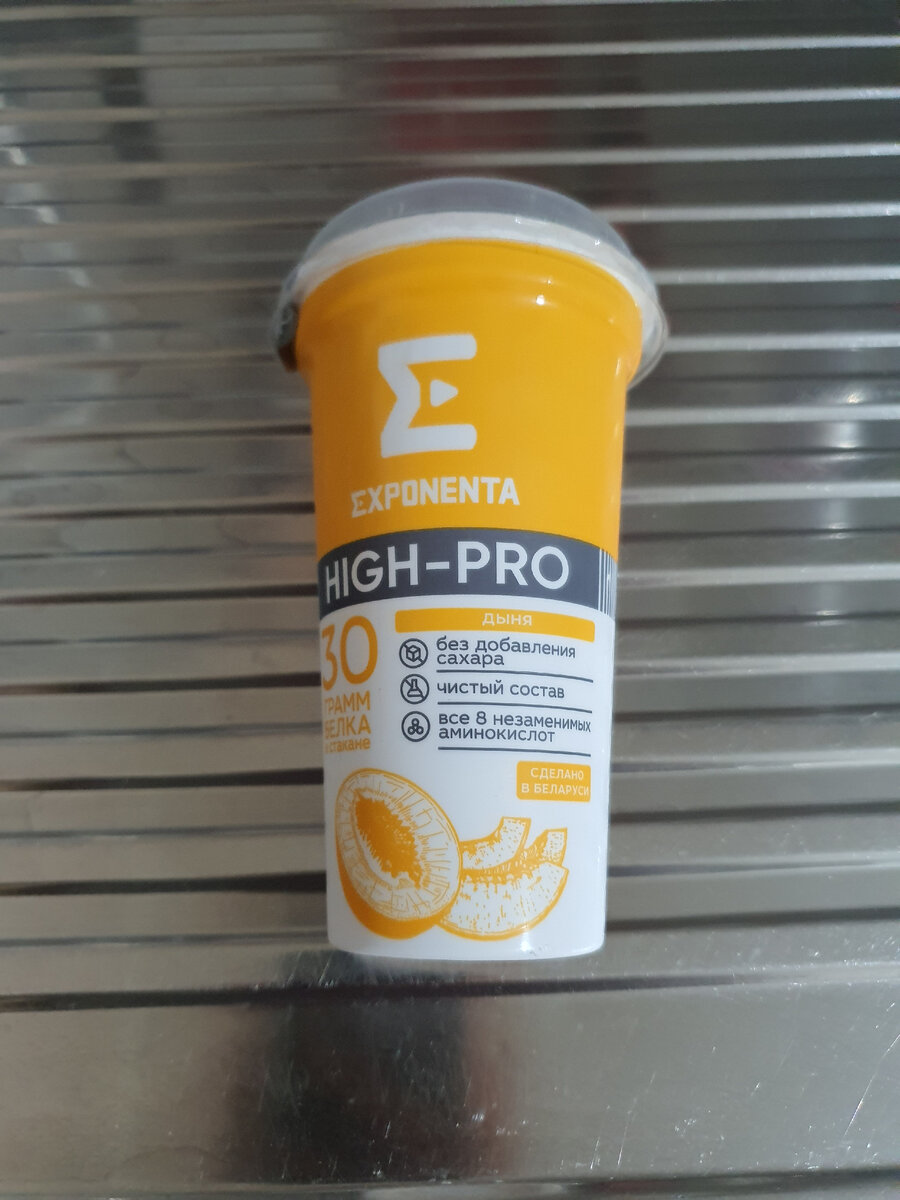 EXPONENTA
HIGH-PRO
30
ГРАММ
БЕЛКА
в стакане
ДЫНЯ
без добавления
сахара
чистый состав
все 8 незаменимых
аминокислот
СДЕЛАНО
В БЕЛАРУСИ